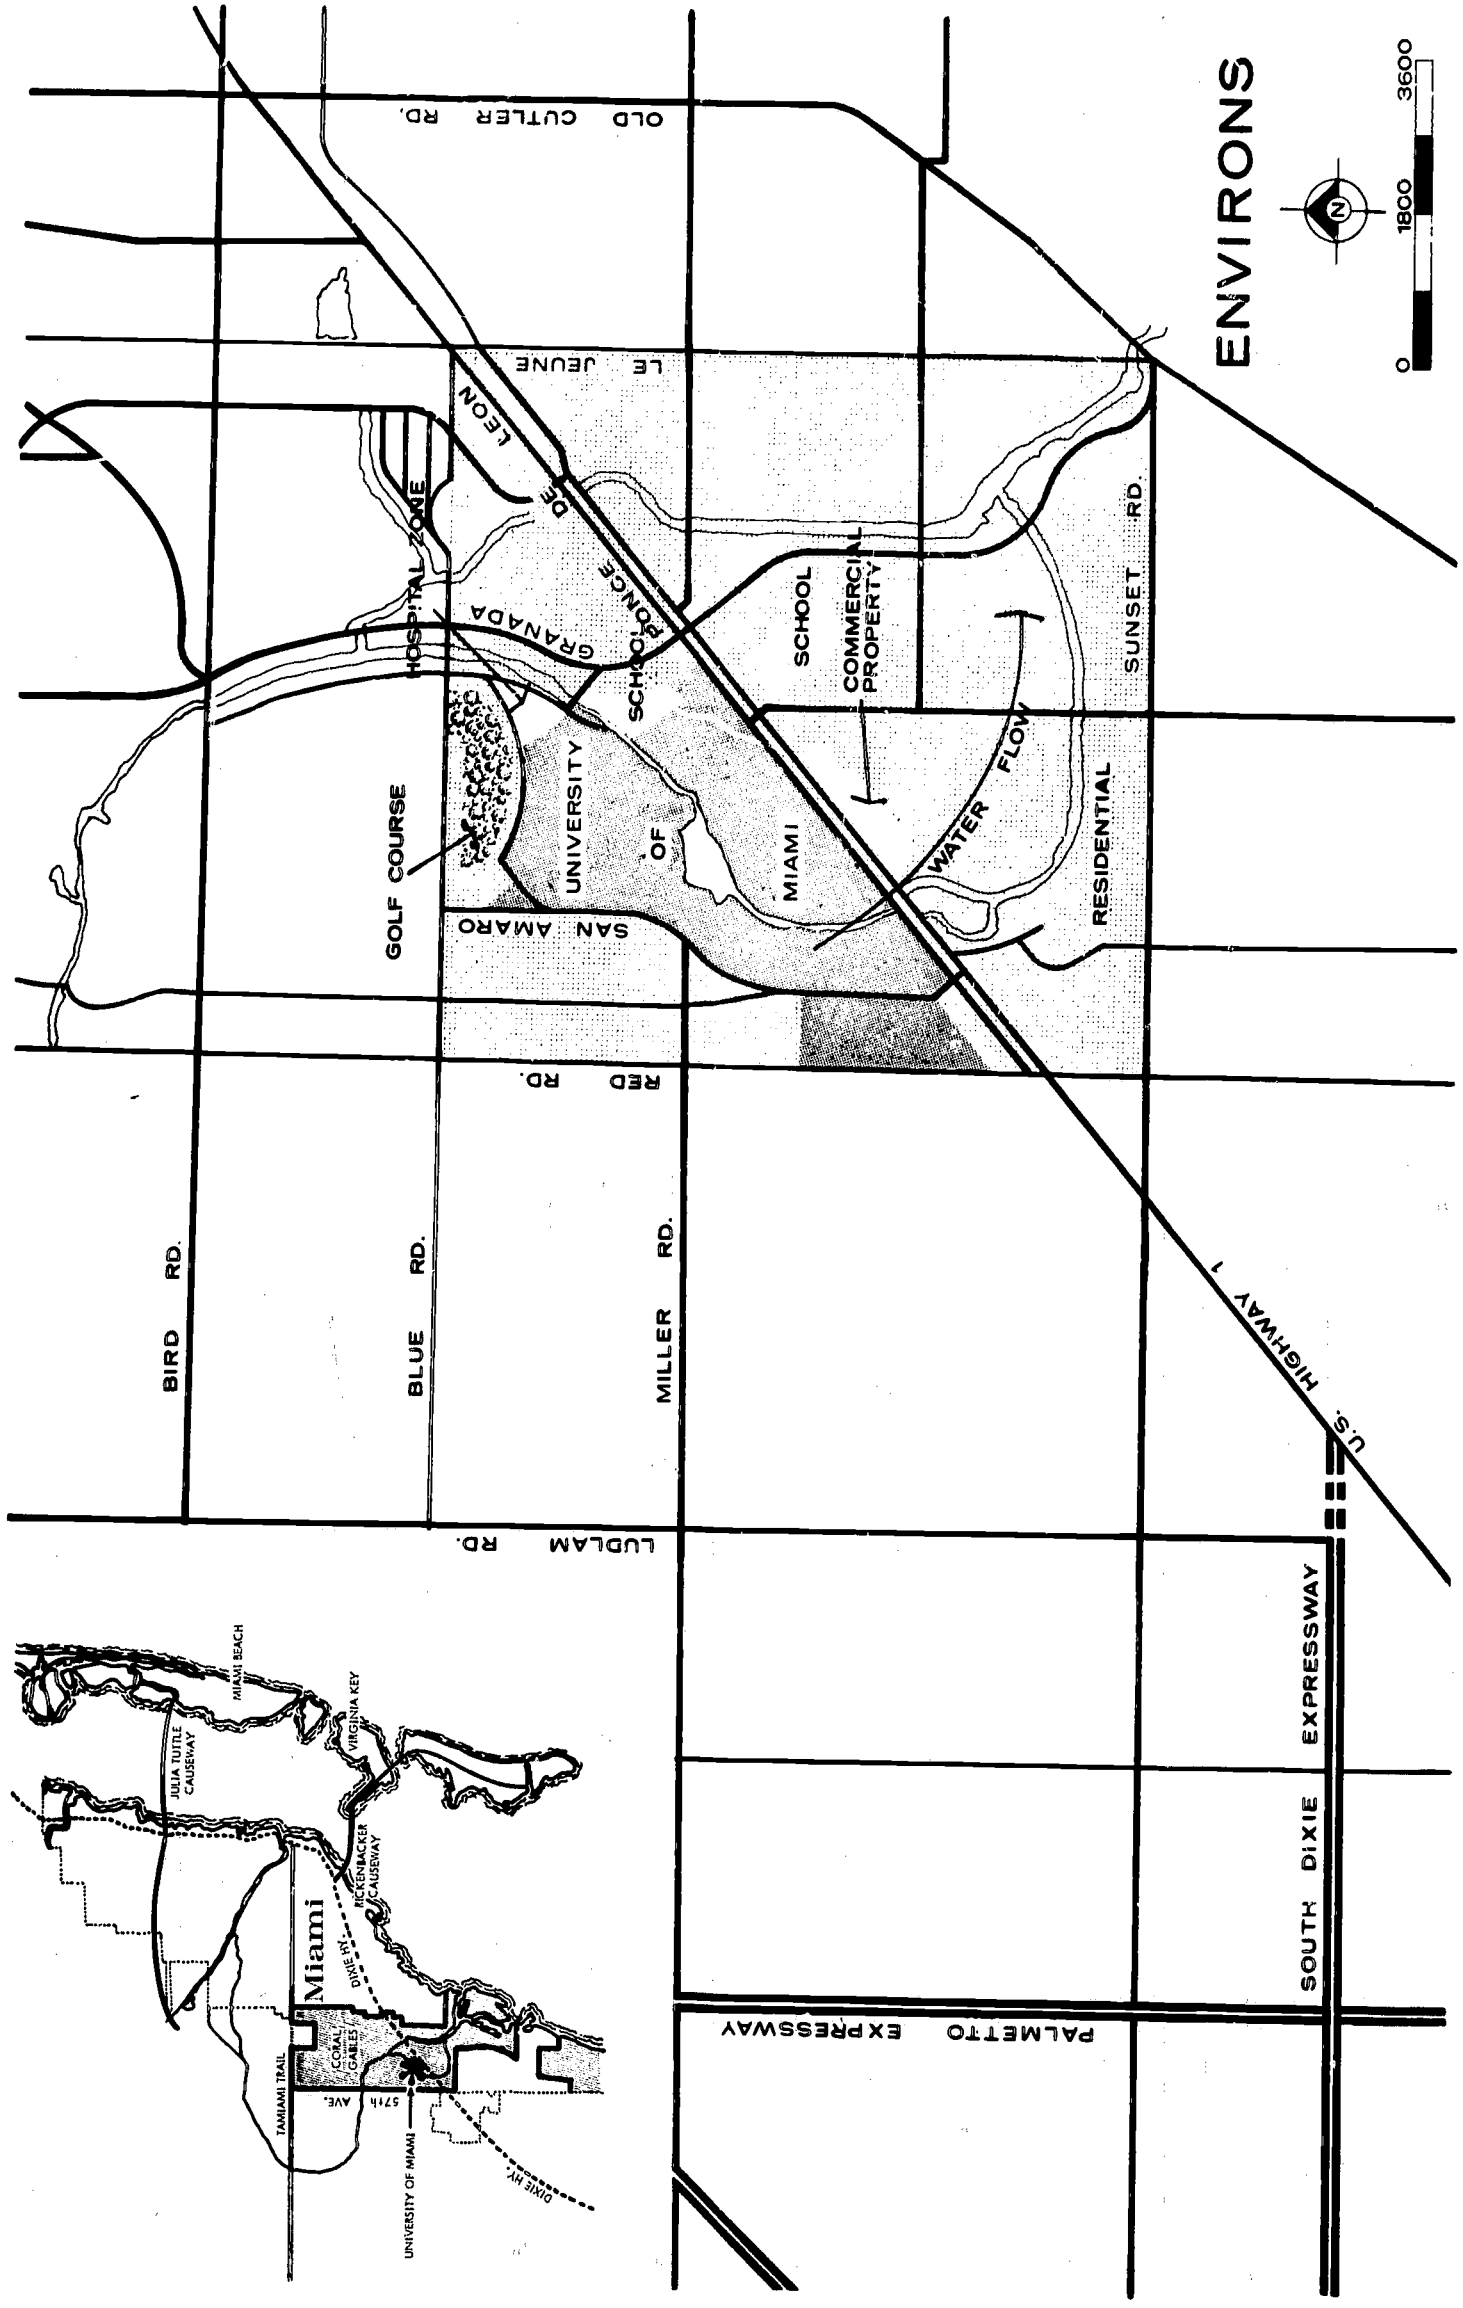 MIAMI BEACH
JULIA TUTTLE
CAUSEWAY
VIRGINIA KEY
RICKENBACKER
CAUSEWAY
Miami
DIXIE HY.
TAMIAMI TRAIL
CORAL
GABLES
57th AVE.
UNIVERSITY OF MIAMI
DIXIE HY.
BIRD RD.
BLUE RD.
MILLER RD.
LUDLAM RD.
RED RD.
SAN AMARO
GOLF COURSE
HOSPITAL ZONE
GRANADA
PONCE DE LEON
LE JEUNE
OLD CUTLER RD.
SCHOOL
UNIVERSITY
OF
MIAMI
SCHOOL
COMMERCIAL
PROPERTY
WATER FLOW
RESIDENTIAL
SUNSET RD.
U.S. HIGHWAY 1
PALMETTO EXPRESSWAY
SOUTH DIXIE EXPRESSWAY
ENVIRONS
N
0 1800 3600